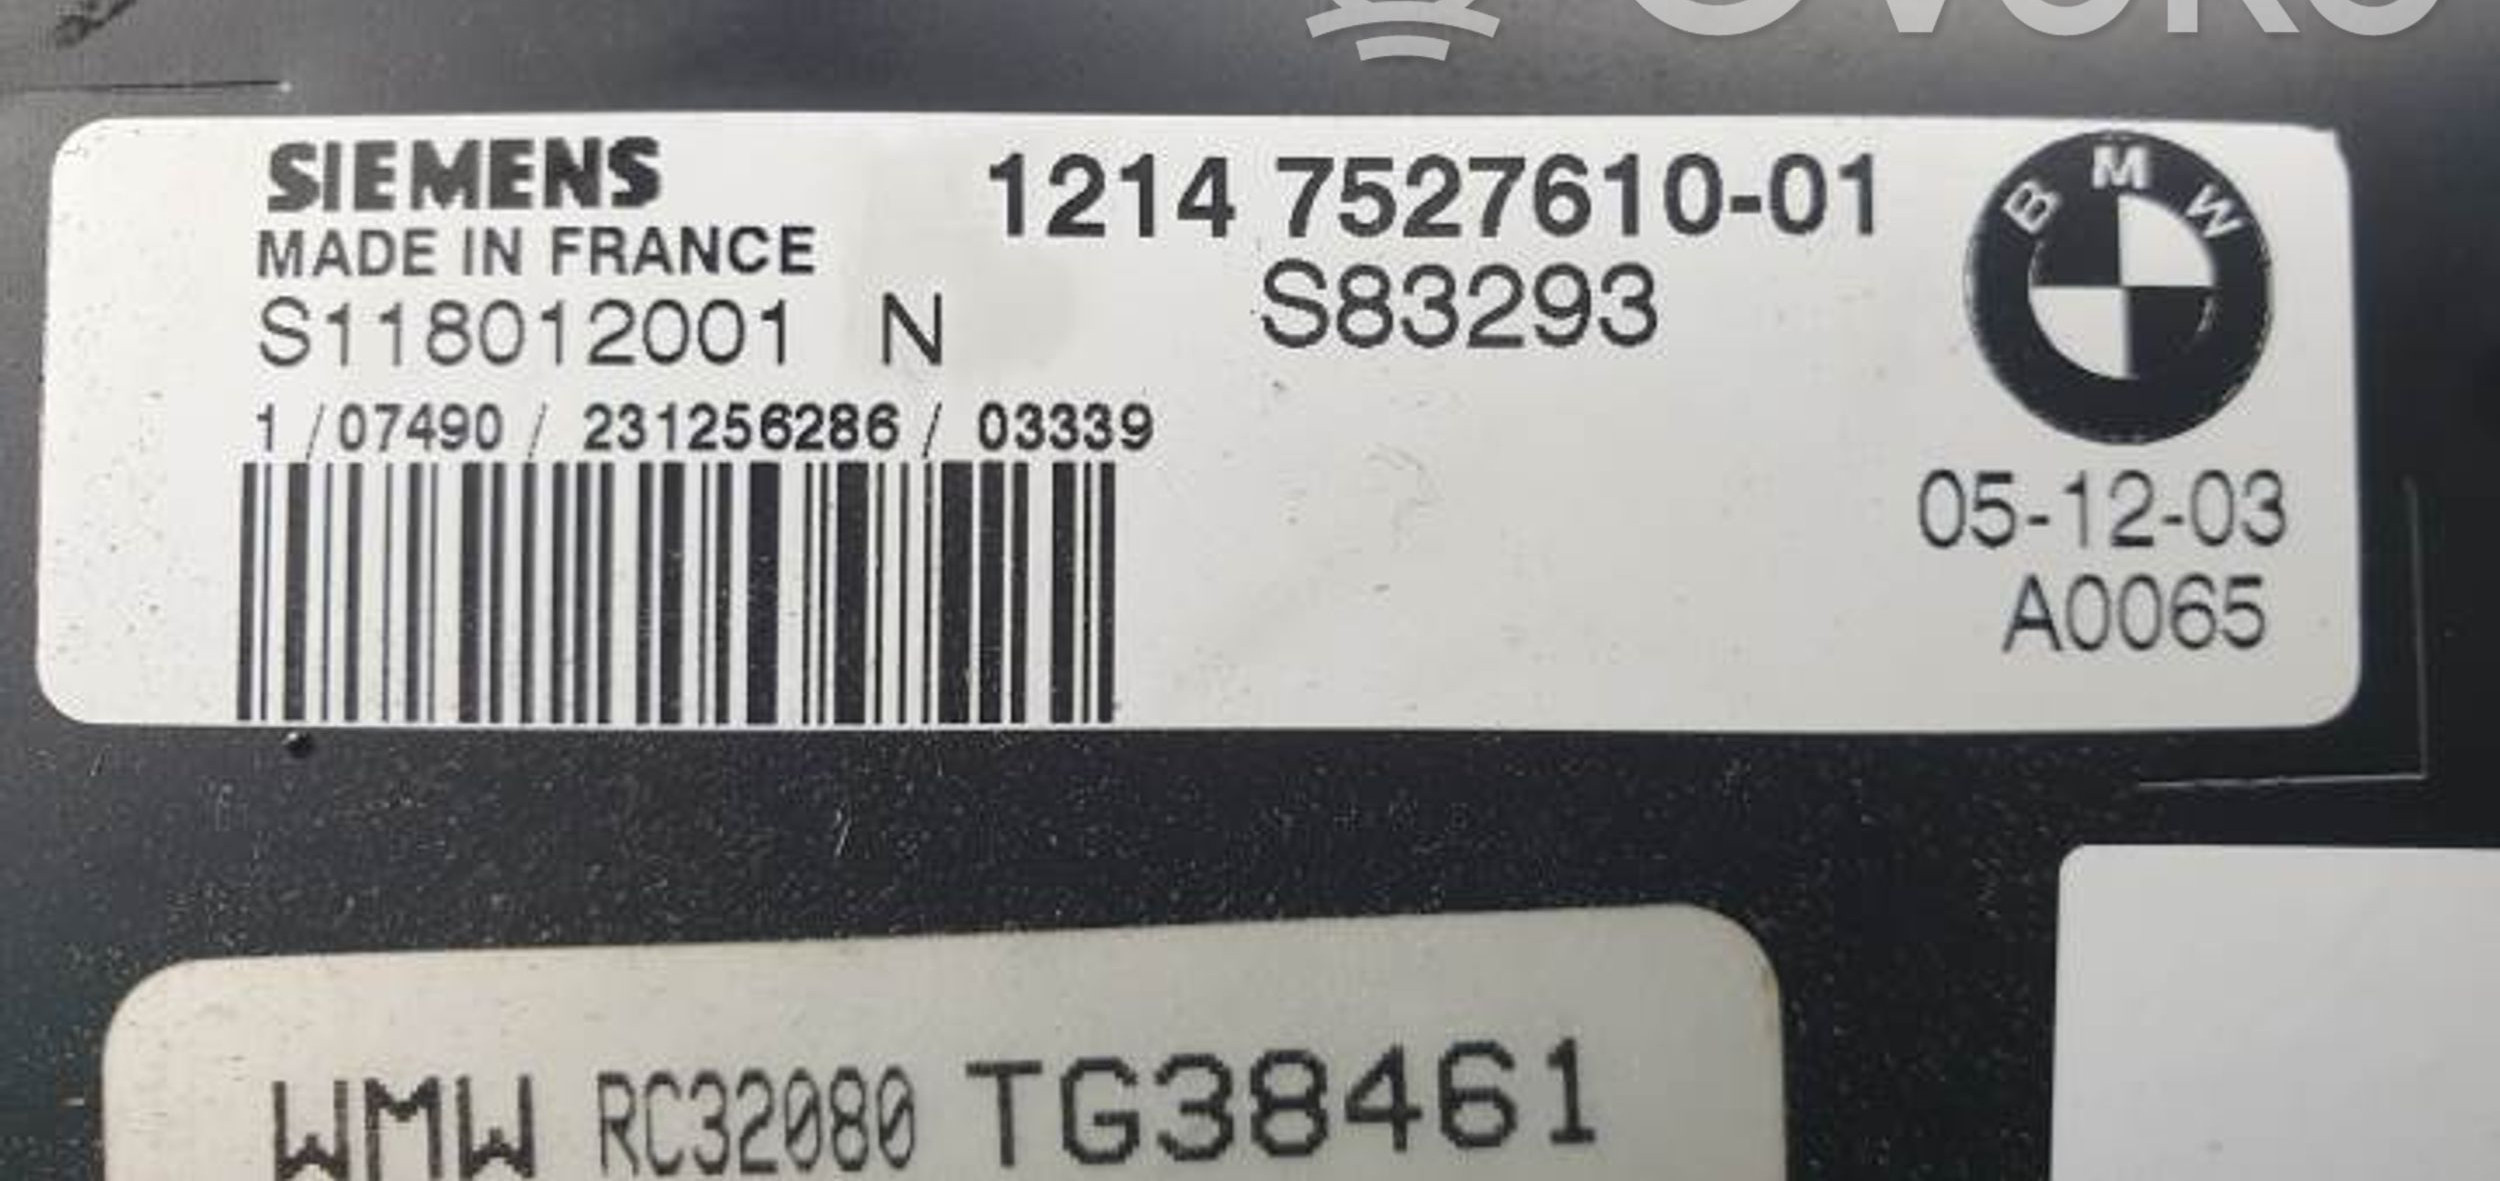 SIEMENS
MADE IN FRANCE
S118012001 N
1 / 07490 / 231256286 / 03339
1214 7527610-01
S83293
BMW
05-12-03
A0065
WMW RC32080 TG38461